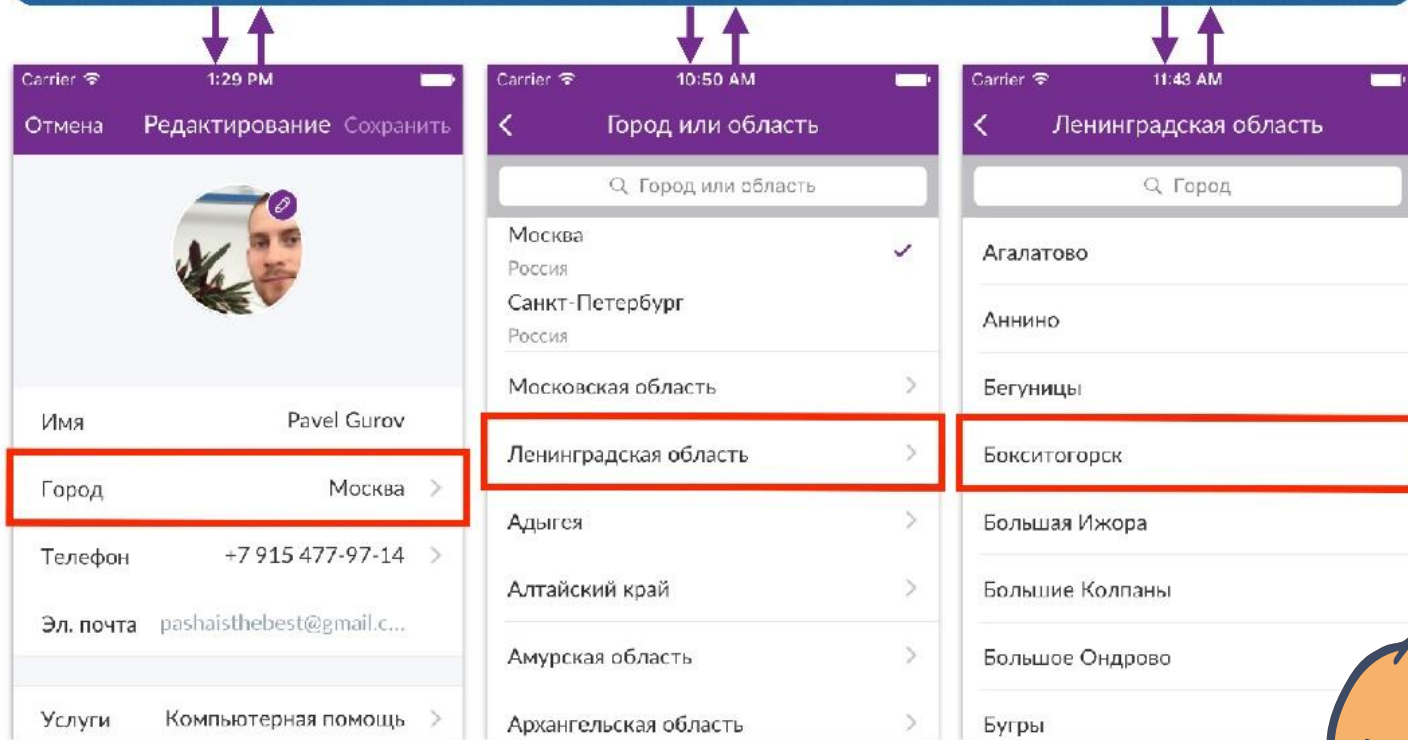 Carrier 1:29 PM
Отмена Редактирование Сохранить
Имя Pavel Gurov
Город Москва
Телефон +7 915 477-97-14
Эл. почта pashaisthebest@gmail.c...
Услуги Компьютерная помощь
Carrier 10:50 AM
Город или область
Город или область
Москва
Россия
Санкт-Петербург
Россия
Московская область
Ленинградская область
Адыгея
Алтайский край
Амурская область
Архангельская область
Carrier 11:43 AM
Ленинградская область
Город
Агалатово
Аннино
Бегуницы
Бокситогорск
Большая Ижора
Большие Колпаны
Большое Ондрово
Бугры